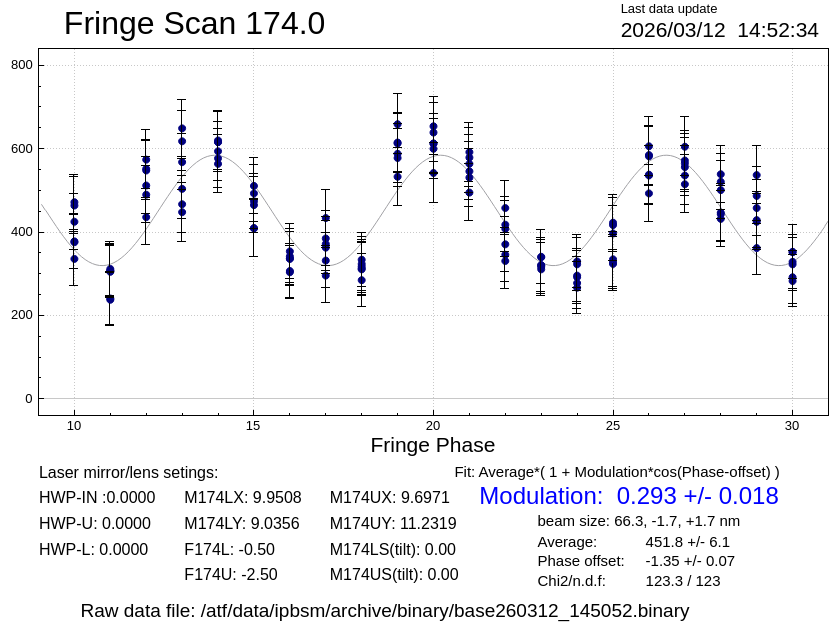 Fringe Scan 174.0
Last data update
2026/03/12 14:52:34
800
600
400
200
0
10 15 20 25 30
Fringe Phase
Laser mirror/lens setings:
Fit: Average*( 1 + Modulation*cos(Phase-offset) )
HWP-IN :0.0000 M174LX: 9.9508 M174UX: 9.6971
Modulation: 0.293 +/- 0.018
HWP-U: 0.0000 M174LY: 9.0356 M174UY: 11.2319
beam size: 66.3, -1.7, +1.7 nm
HWP-L: 0.0000 F174L: -0.50 M174LS(tilt): 0.00
Average: 451.8 +/- 6.1
Phase offset: -1.35 +/- 0.07
F174U: -2.50 M174US(tilt): 0.00
Chi2/n.d.f: 123.3 / 123
Raw data file: /atf/data/ipbsm/archive/binary/base260312_145052.binary